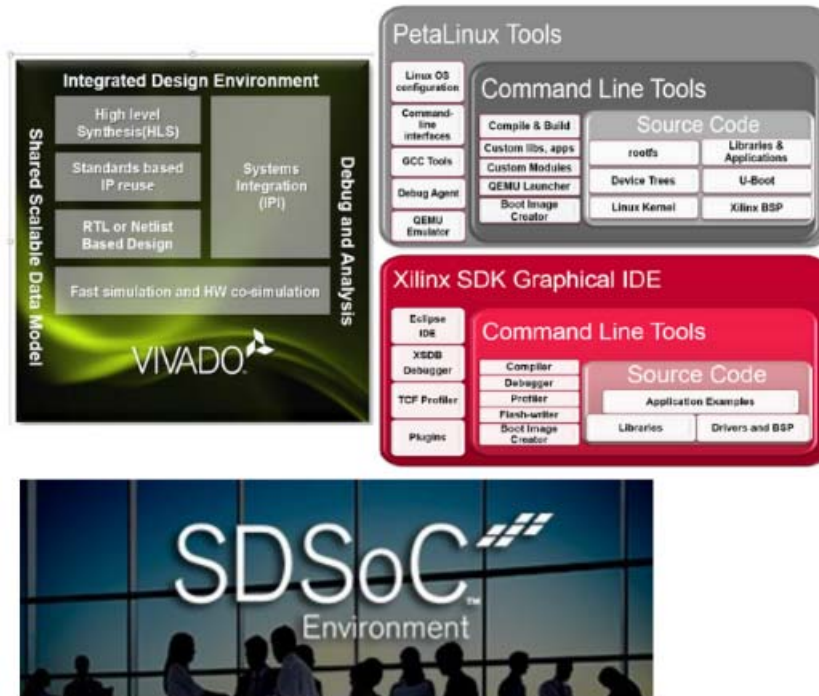 Integrated Design Environment
High level
Synthesis(HLS)
Standards based
IP reuse
RTL or Netlist
Based Design
Systems
Integration
(IPI)
Fast simulation and HW co-simulation
Shared Scalable Data Model
Debug and Analysis
VIVADO
PetaLinux Tools
Linux OS
configuration
Command-
line
interfaces
GCC Tools
Debug Agent
QEMU
Emulator
Command Line Tools
Compile & Build
Custom libs, apps
Custom Modules
QEMU Launcher
Boot Image
Creator
Source Code
rootfs
Libraries &
Applications
Device Trees
U-Boot
Linux Kernel
Xilinx BSP
Xilinx SDK Graphical IDE
Eclipse
IDE
XSDB
Debugger
TCF Profiler
Plugins
Command Line Tools
Compiler
Debugger
Profiler
Flash-writer
Boot Image
Creator
Source Code
Application Examples
Libraries
Drivers and BSP
SDSoC™
Environment